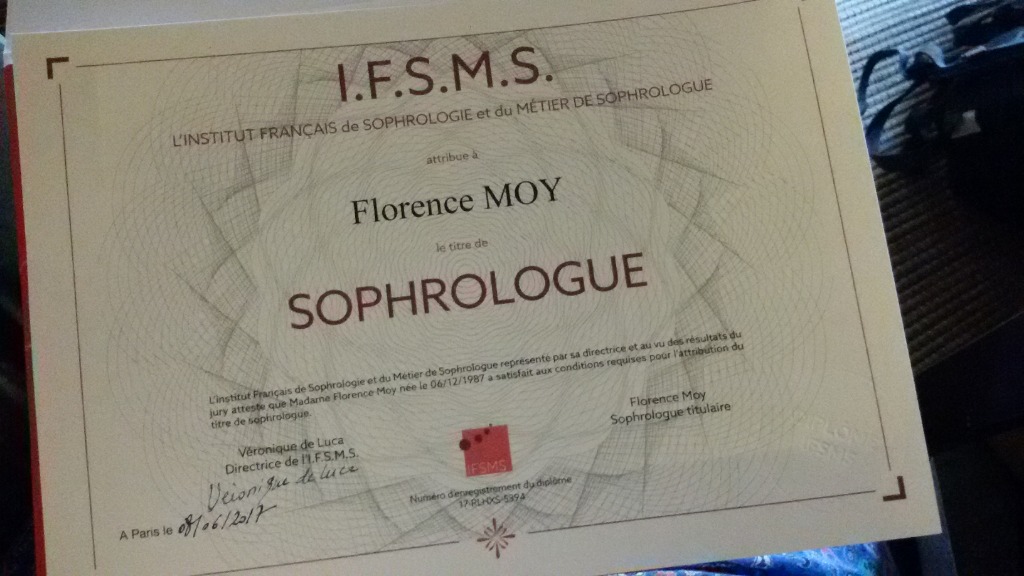 I.F.S.M.S.
L'INSTITUT FRANÇAIS de SOPHROLOGIE et du MÉTIER DE SOPHROLOGUE
attribue à
Florence MOY
le titre de
SOPHROLOGUE
L'Institut Français de Sophrologie et du Métier de Sophrologue représenté par sa directrice et au vu des résultats du
jury atteste que Madame Florence Moy née le 06/12/1987 a satisfait aux conditions requises pour l'attribution du
titre de sophrologue.
Véronique de Luca
Directrice de l'I.F.S.M.S.
Véronique de Luca
A Paris le 08/06/2017
Florence Moy
Sophrologue titulaire
IFSMS
Numéro d'enregistrement du diplôme